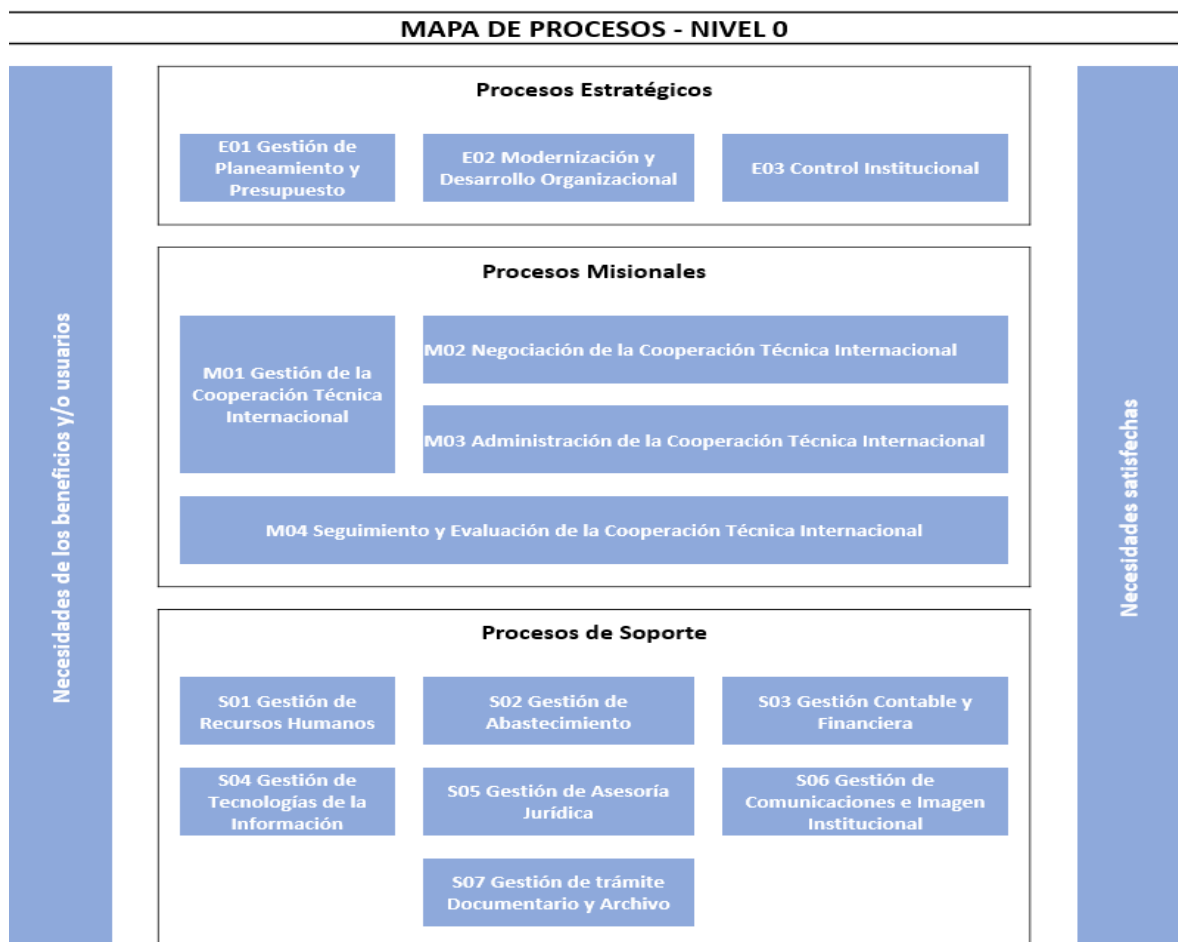 MAPA DE PROCESOS - NIVEL 0
Necesidades de los beneficios y/o usuarios
Procesos Estratégicos
E01 Gestión de
Planeamiento y
Presupuesto
E02 Modernización y
Desarrollo Organizacional
E03 Control Institucional
Procesos Misionales
M01 Gestión de la
Cooperación Técnica
Internacional
M02 Negociación de la Cooperación Técnica Internacional
M03 Administración de la Cooperación Técnica Internacional
M04 Seguimiento y Evaluación de la Cooperación Técnica Internacional
Procesos de Soporte
S01 Gestión de
Recursos Humanos
S02 Gestión de
Abastecimiento
S03 Gestión Contable y
Financiera
S04 Gestión de
Tecnologías de la
Información
S05 Gestión de Asesoría
Jurídica
S06 Gestión de
Comunicaciones e Imagen
Institucional
S07 Gestión de trámite
Documentario y Archivo
Necesidades satisfechas